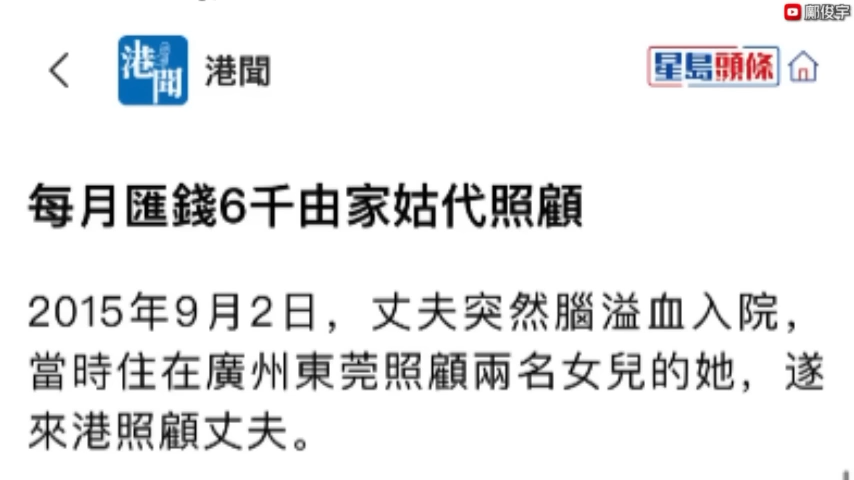 鄺俊宇
港聞 港聞 星島頭條
每月匯錢6千由家姑代照顧
2015年9月2日，丈夫突然腦溢血入院，
當時住在廣州東莞照顧兩名女兒的她，遂
來港照顧丈夫。